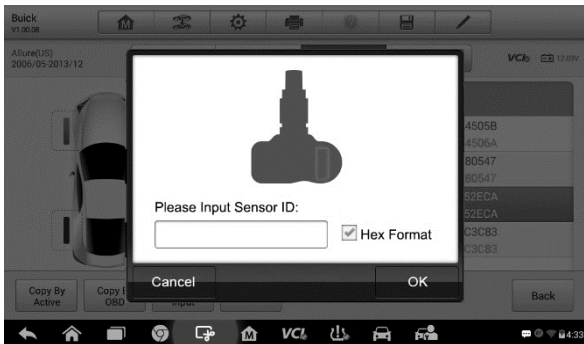 Buick
V1.00.08
Allure(US)
2006/05-2013/12
VCI
12.03V
4505B
4506A
80547
80547
52ECA
52ECA
C3C83
C3C83
Please Input Sensor ID:
Hex Format
Cancel
OK
Copy By
Active
Copy
OBD
Input
Back
VCI
4:33